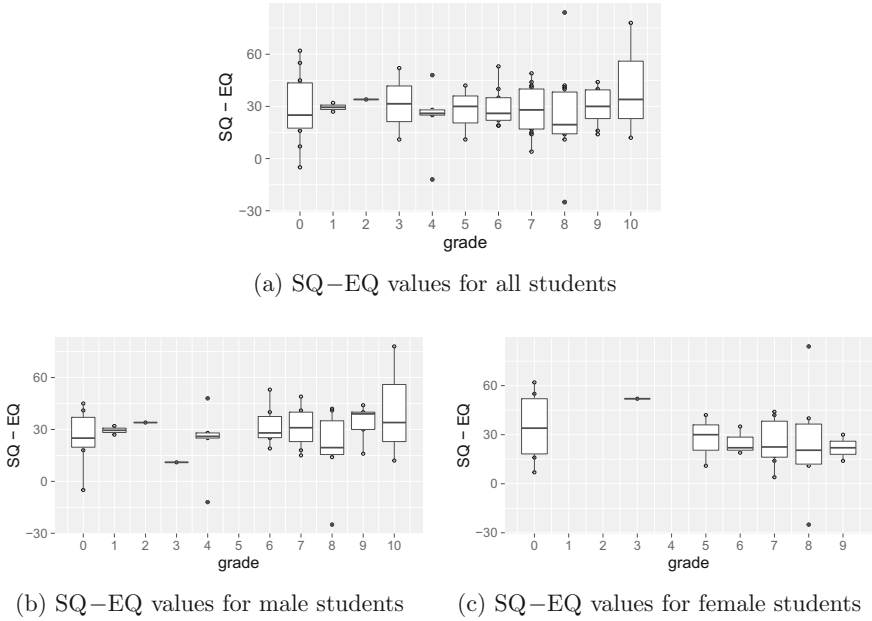 60
30
0
−30
SQ − EQ
0 1 2 3 4 5 6 7 8 9 10
grade
(a) SQ−EQ values for all students
60
30
0
−30
SQ − EQ
0 1 2 3 4 5 6 7 8 9 10
grade
(b) SQ−EQ values for male students
60
30
0
−30
SQ − EQ
0 1 2 3 4 5 6 7 8 9
grade
(c) SQ−EQ values for female students